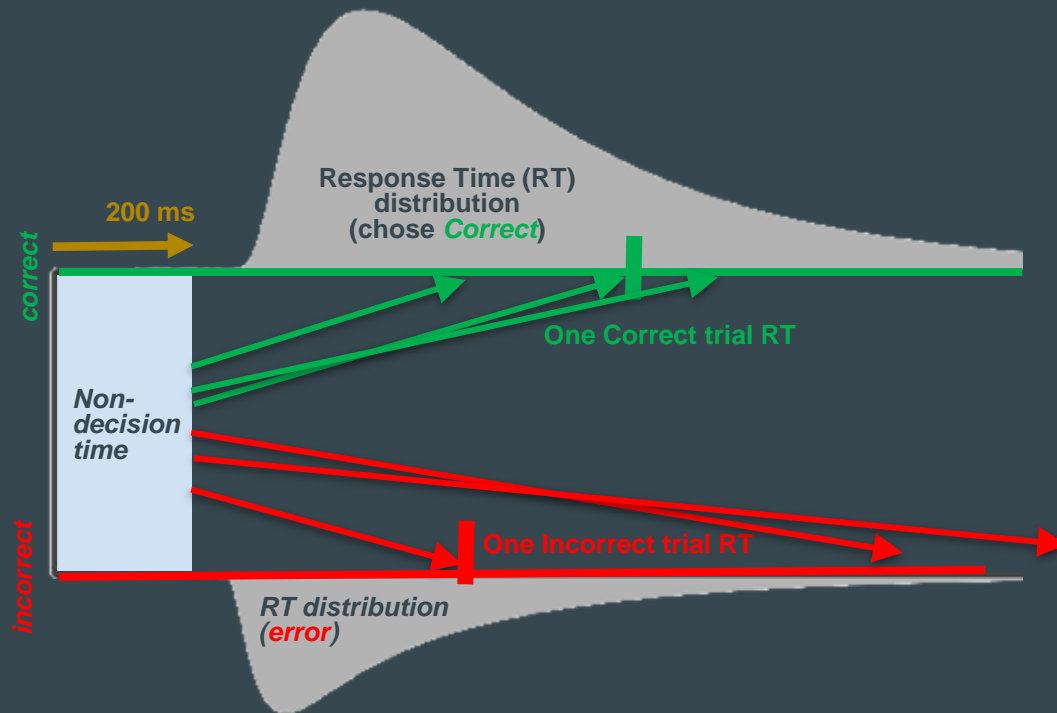 Response Time (RT)
distribution
(chose Correct)
200 ms
correct
One Correct trial RT
Non-
decision
time
incorrect
One Incorrect trial RT
RT distribution
(error)